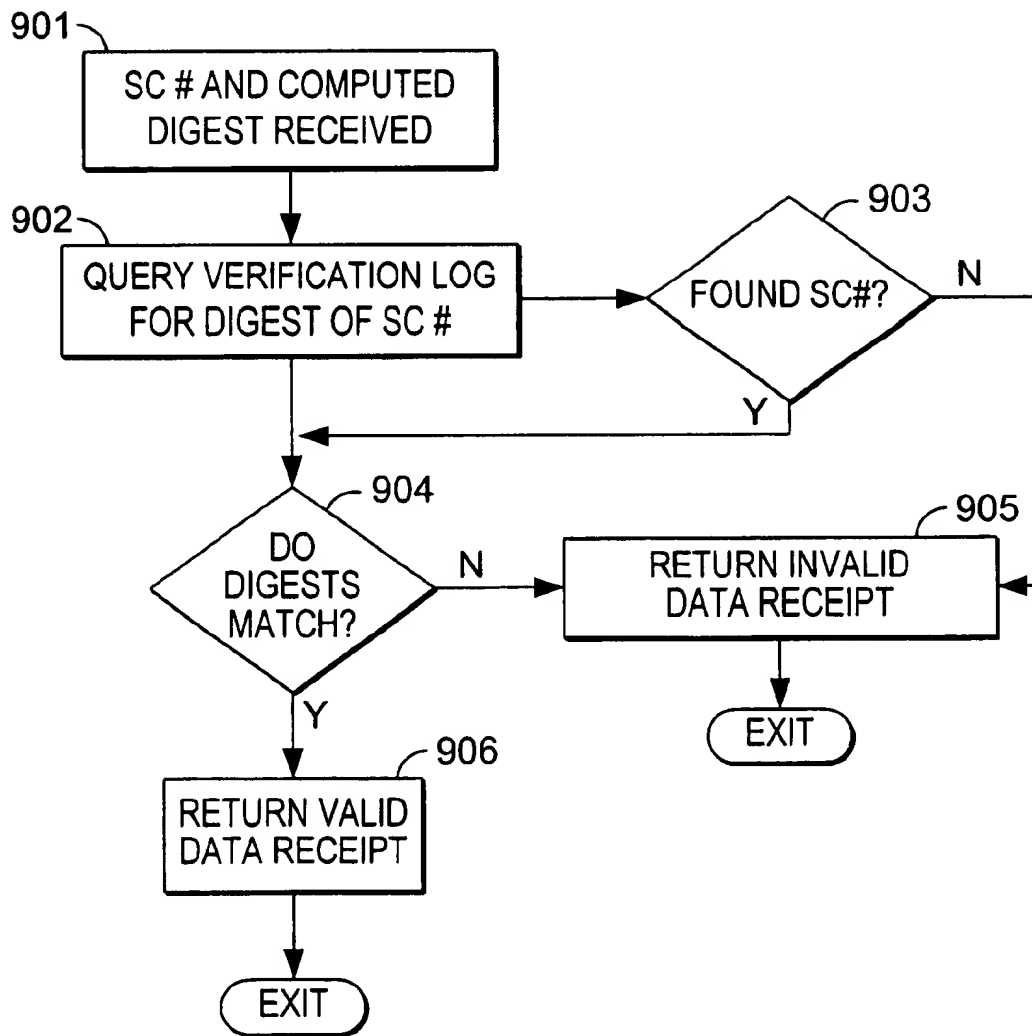 901
SC # AND COMPUTED
DIGEST RECEIVED
902
QUERY VERIFICATION LOG
FOR DIGEST OF SC #
903
FOUND SC#?
N
Y
904
DO
DIGESTS
MATCH?
N
Y
905
RETURN INVALID
DATA RECEIPT
EXIT
906
RETURN VALID
DATA RECEIPT
EXIT